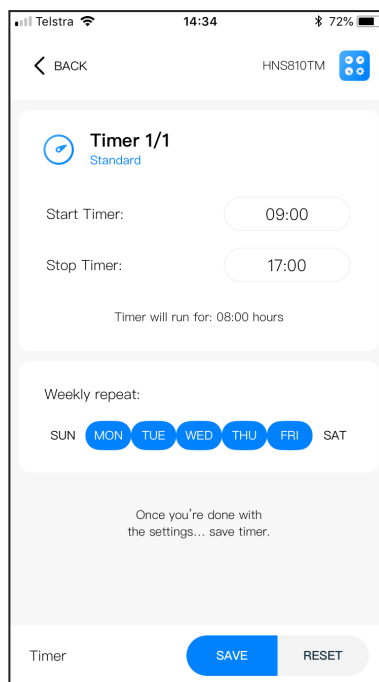 Telstra 14:34 72%
BACK HNS810TM
Timer 1/1
Standard
Start Timer: 09:00
Stop Timer: 17:00
Timer will run for: 08:00 hours
Weekly repeat:
SUN MON TUE WED THU FRI SAT
Once you're done with
the settings... save timer.
Timer SAVE RESET